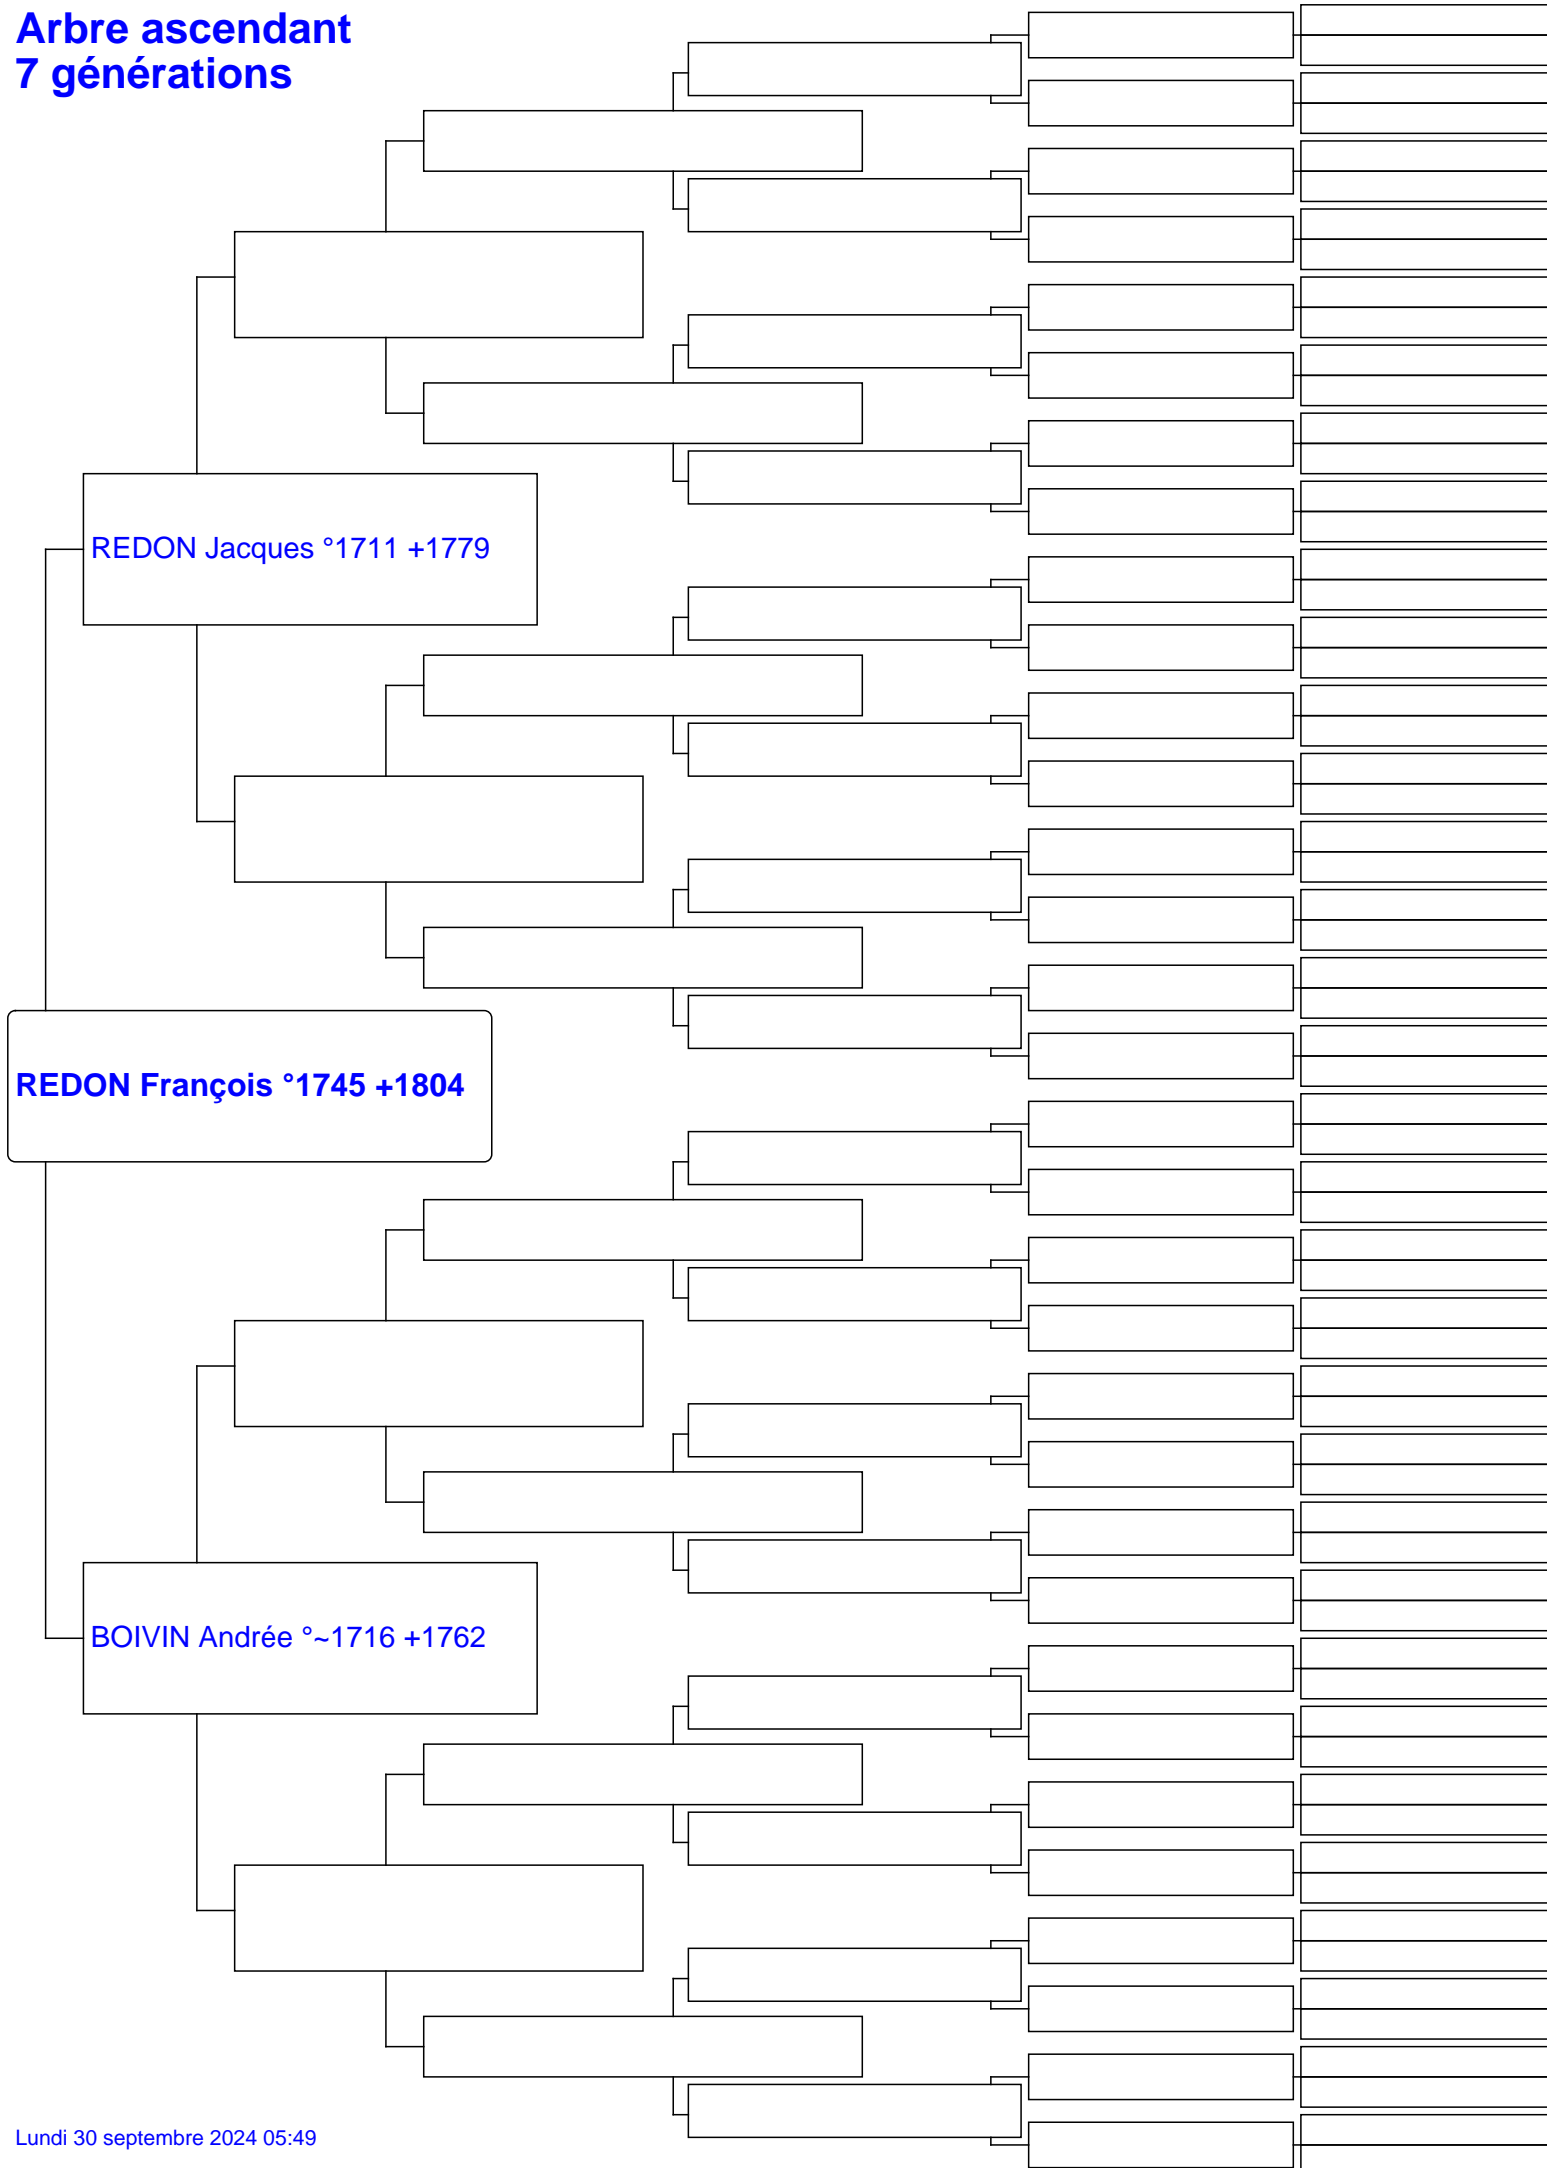 Arbre ascendant
7 générations
REDON Jacques °1711 +1779
REDON François °1745 +1804
BOIVIN Andrée °~1716 +1762
Lundi 30 septembre 2024 05:49